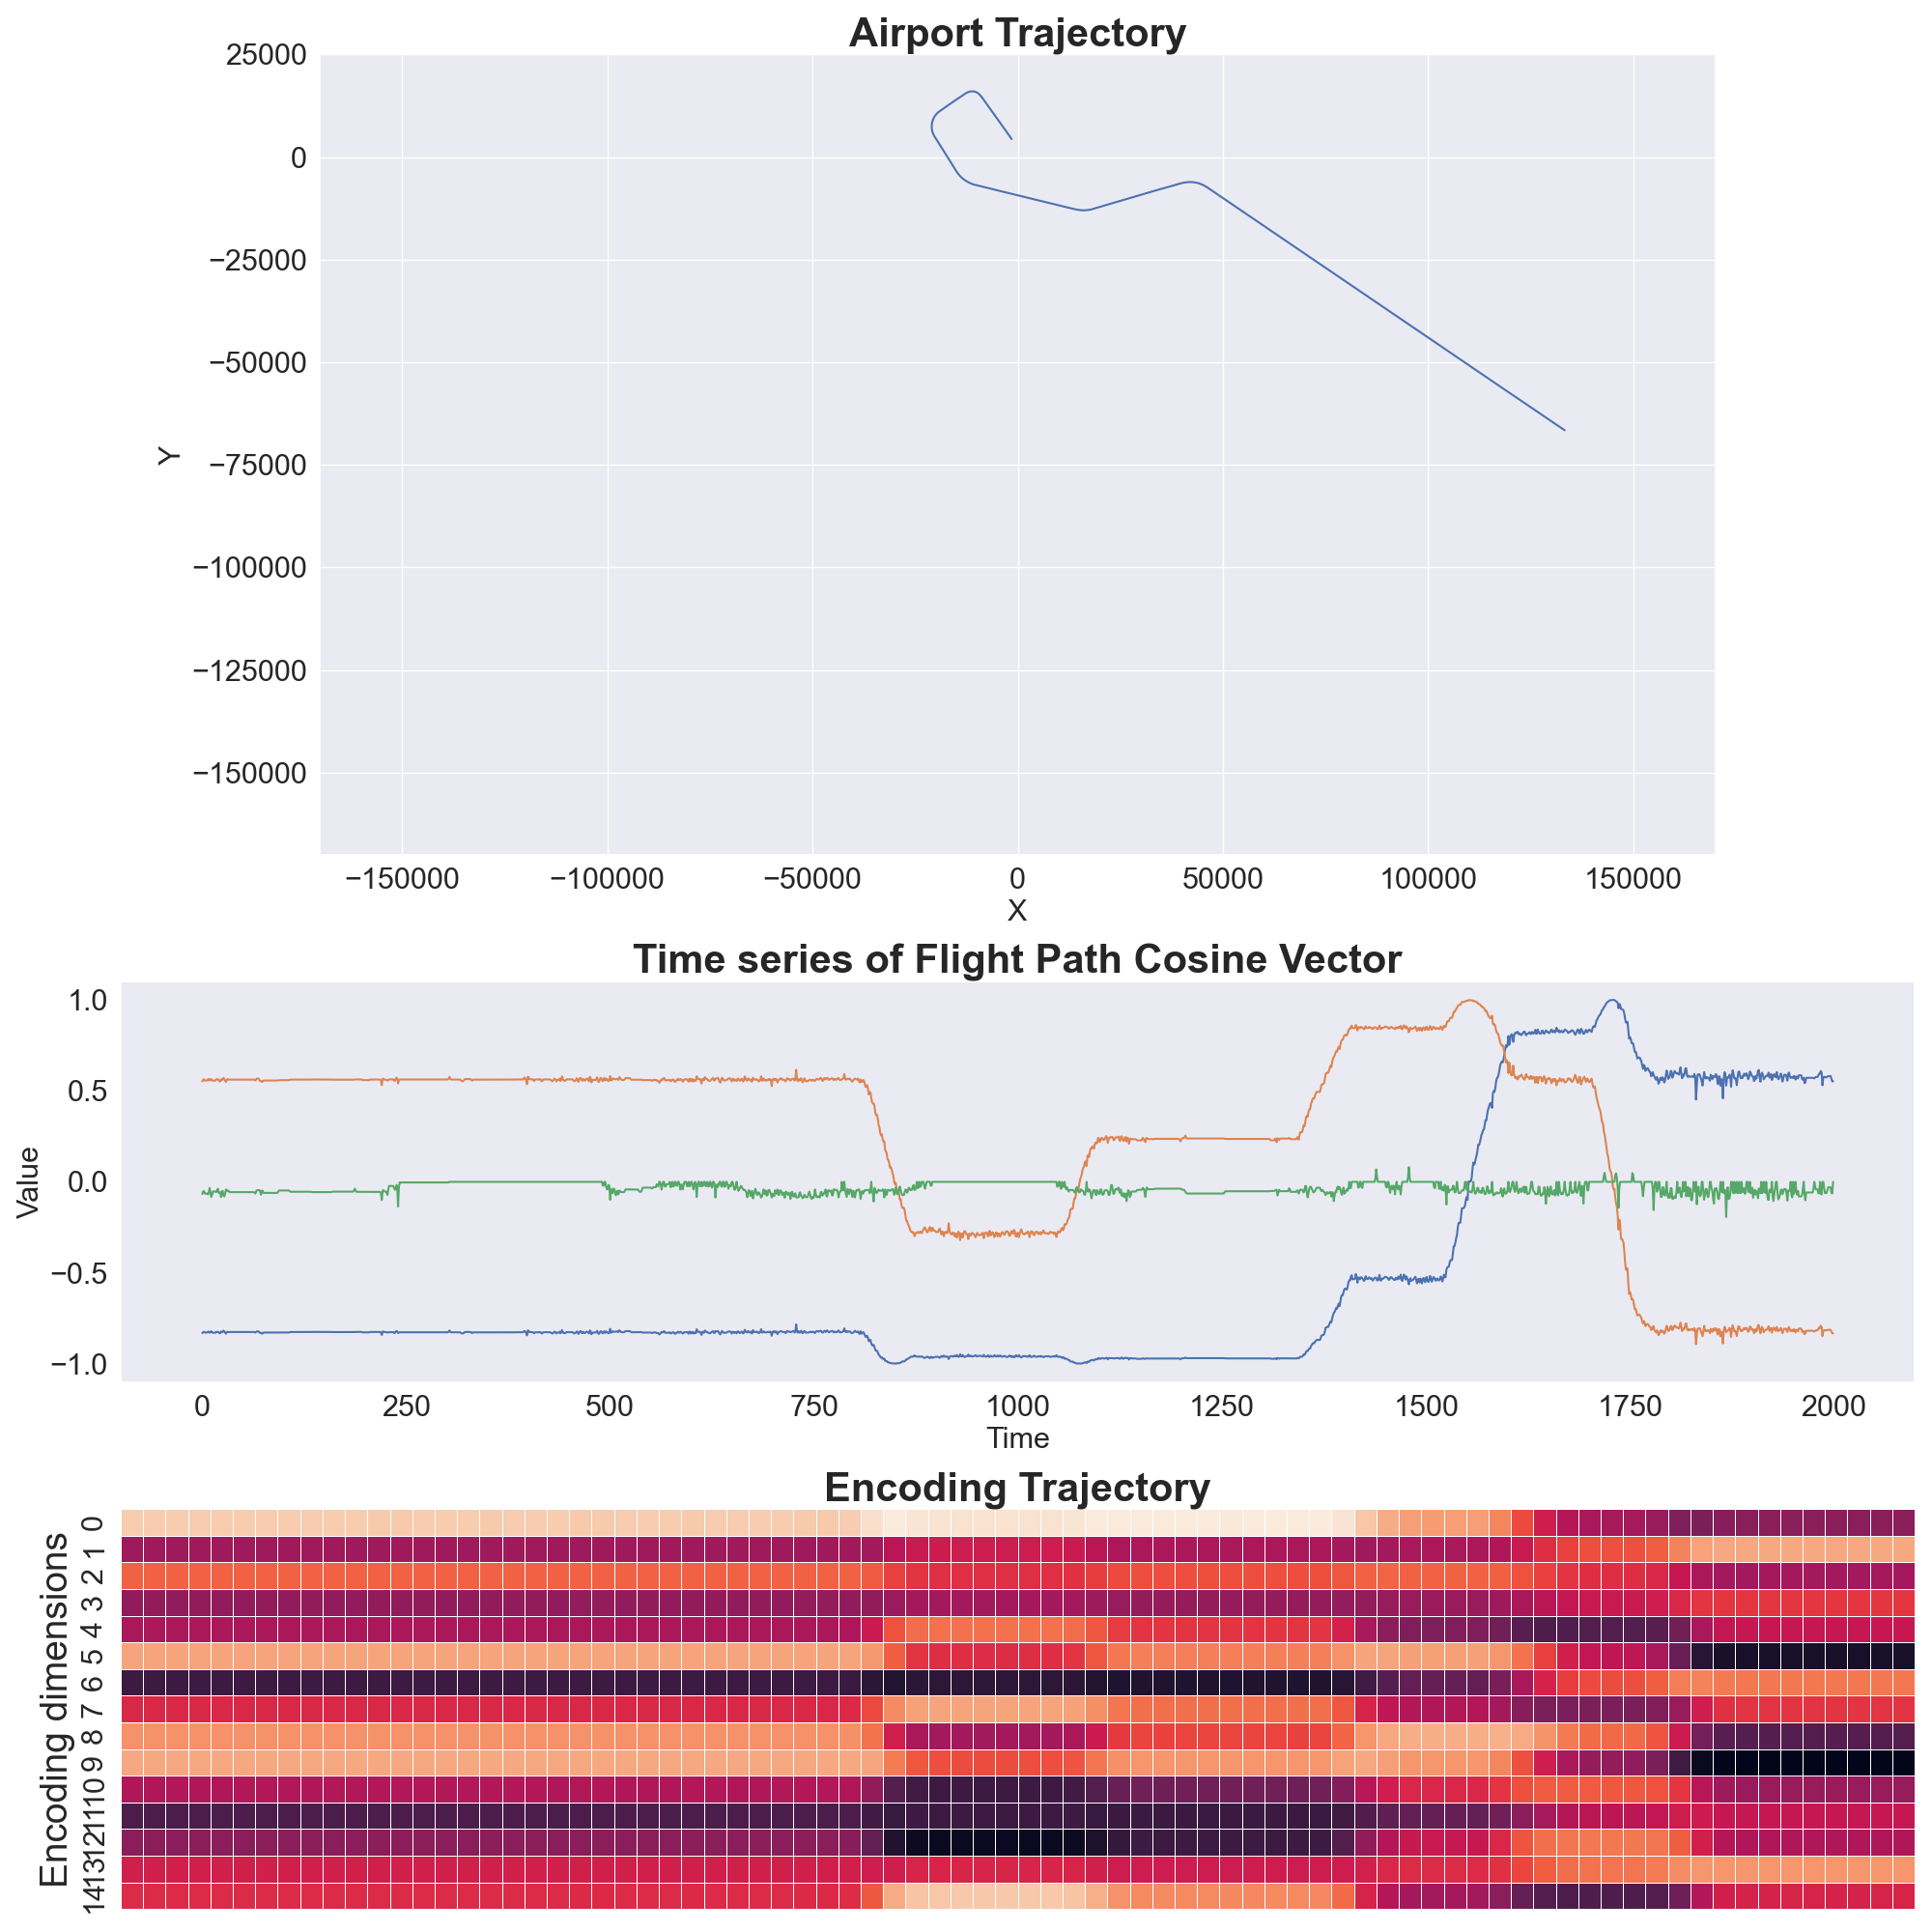 Airport Trajectory
25000
0
−25000
−50000
−75000
−100000
−125000
−150000
Y
−150000 −100000 −50000 0 50000 100000 150000
X
Time series of Flight Path Cosine Vector
1.0
0.5
0.0
−0.5
−1.0
Value
0 250 500 750 1000 1250 1500 1750 2000
Time
Encoding Trajectory
Encoding dimensions
0
1
2
3
4
5
6
7
8
9
10
11
12
13
14